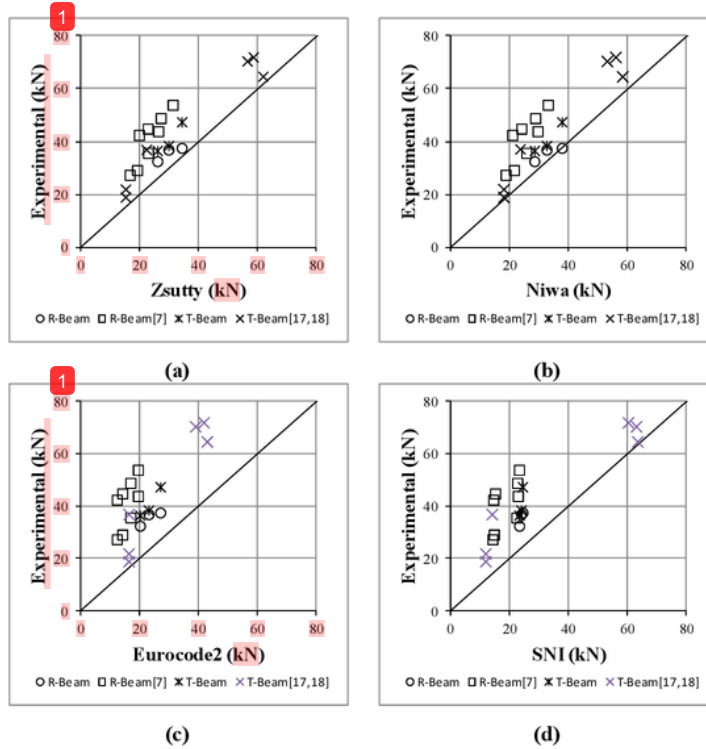 1
80
60
40
20
0
Experimental (kN)
0 20 40 60 80
Zsutty (kN)
R-Beam R-Beam[7] T-Beam T-Beam[17,18]
(a)
80
60
40
20
0
Experimental (kN)
0 20 40 60 80
Niwa (kN)
R-Beam R-Beam[7] T-Beam T-Beam[17,18]
(b)
1
80
60
40
20
0
Experimental (kN)
0 20 40 60 80
Eurocode2 (kN)
R-Beam R-Beam[7] T-Beam T-Beam[17,18]
(c)
80
60
40
20
0
Experimental (kN)
0 20 40 60 80
SNI (kN)
R-Beam R-Beam[7] T-Beam T-Beam[17,18]
(d)